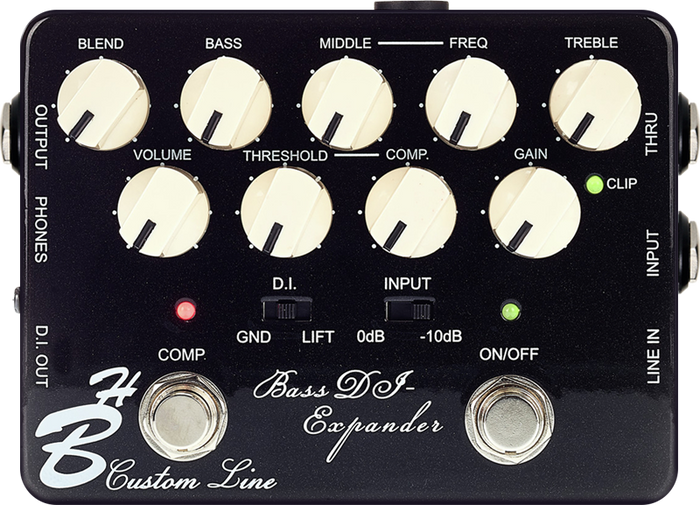 BLEND BASS MIDDLE FREQ TREBLE
OUTPUT
THRU
VOLUME THRESHOLD COMP. GAIN
CLIP
PHONES
INPUT
D.I. INPUT
GND LIFT 0dB -10dB
D.I. OUT
LINE IN
COMP. ON/OFF
Bass DI-
Expander
HB
Custom Line